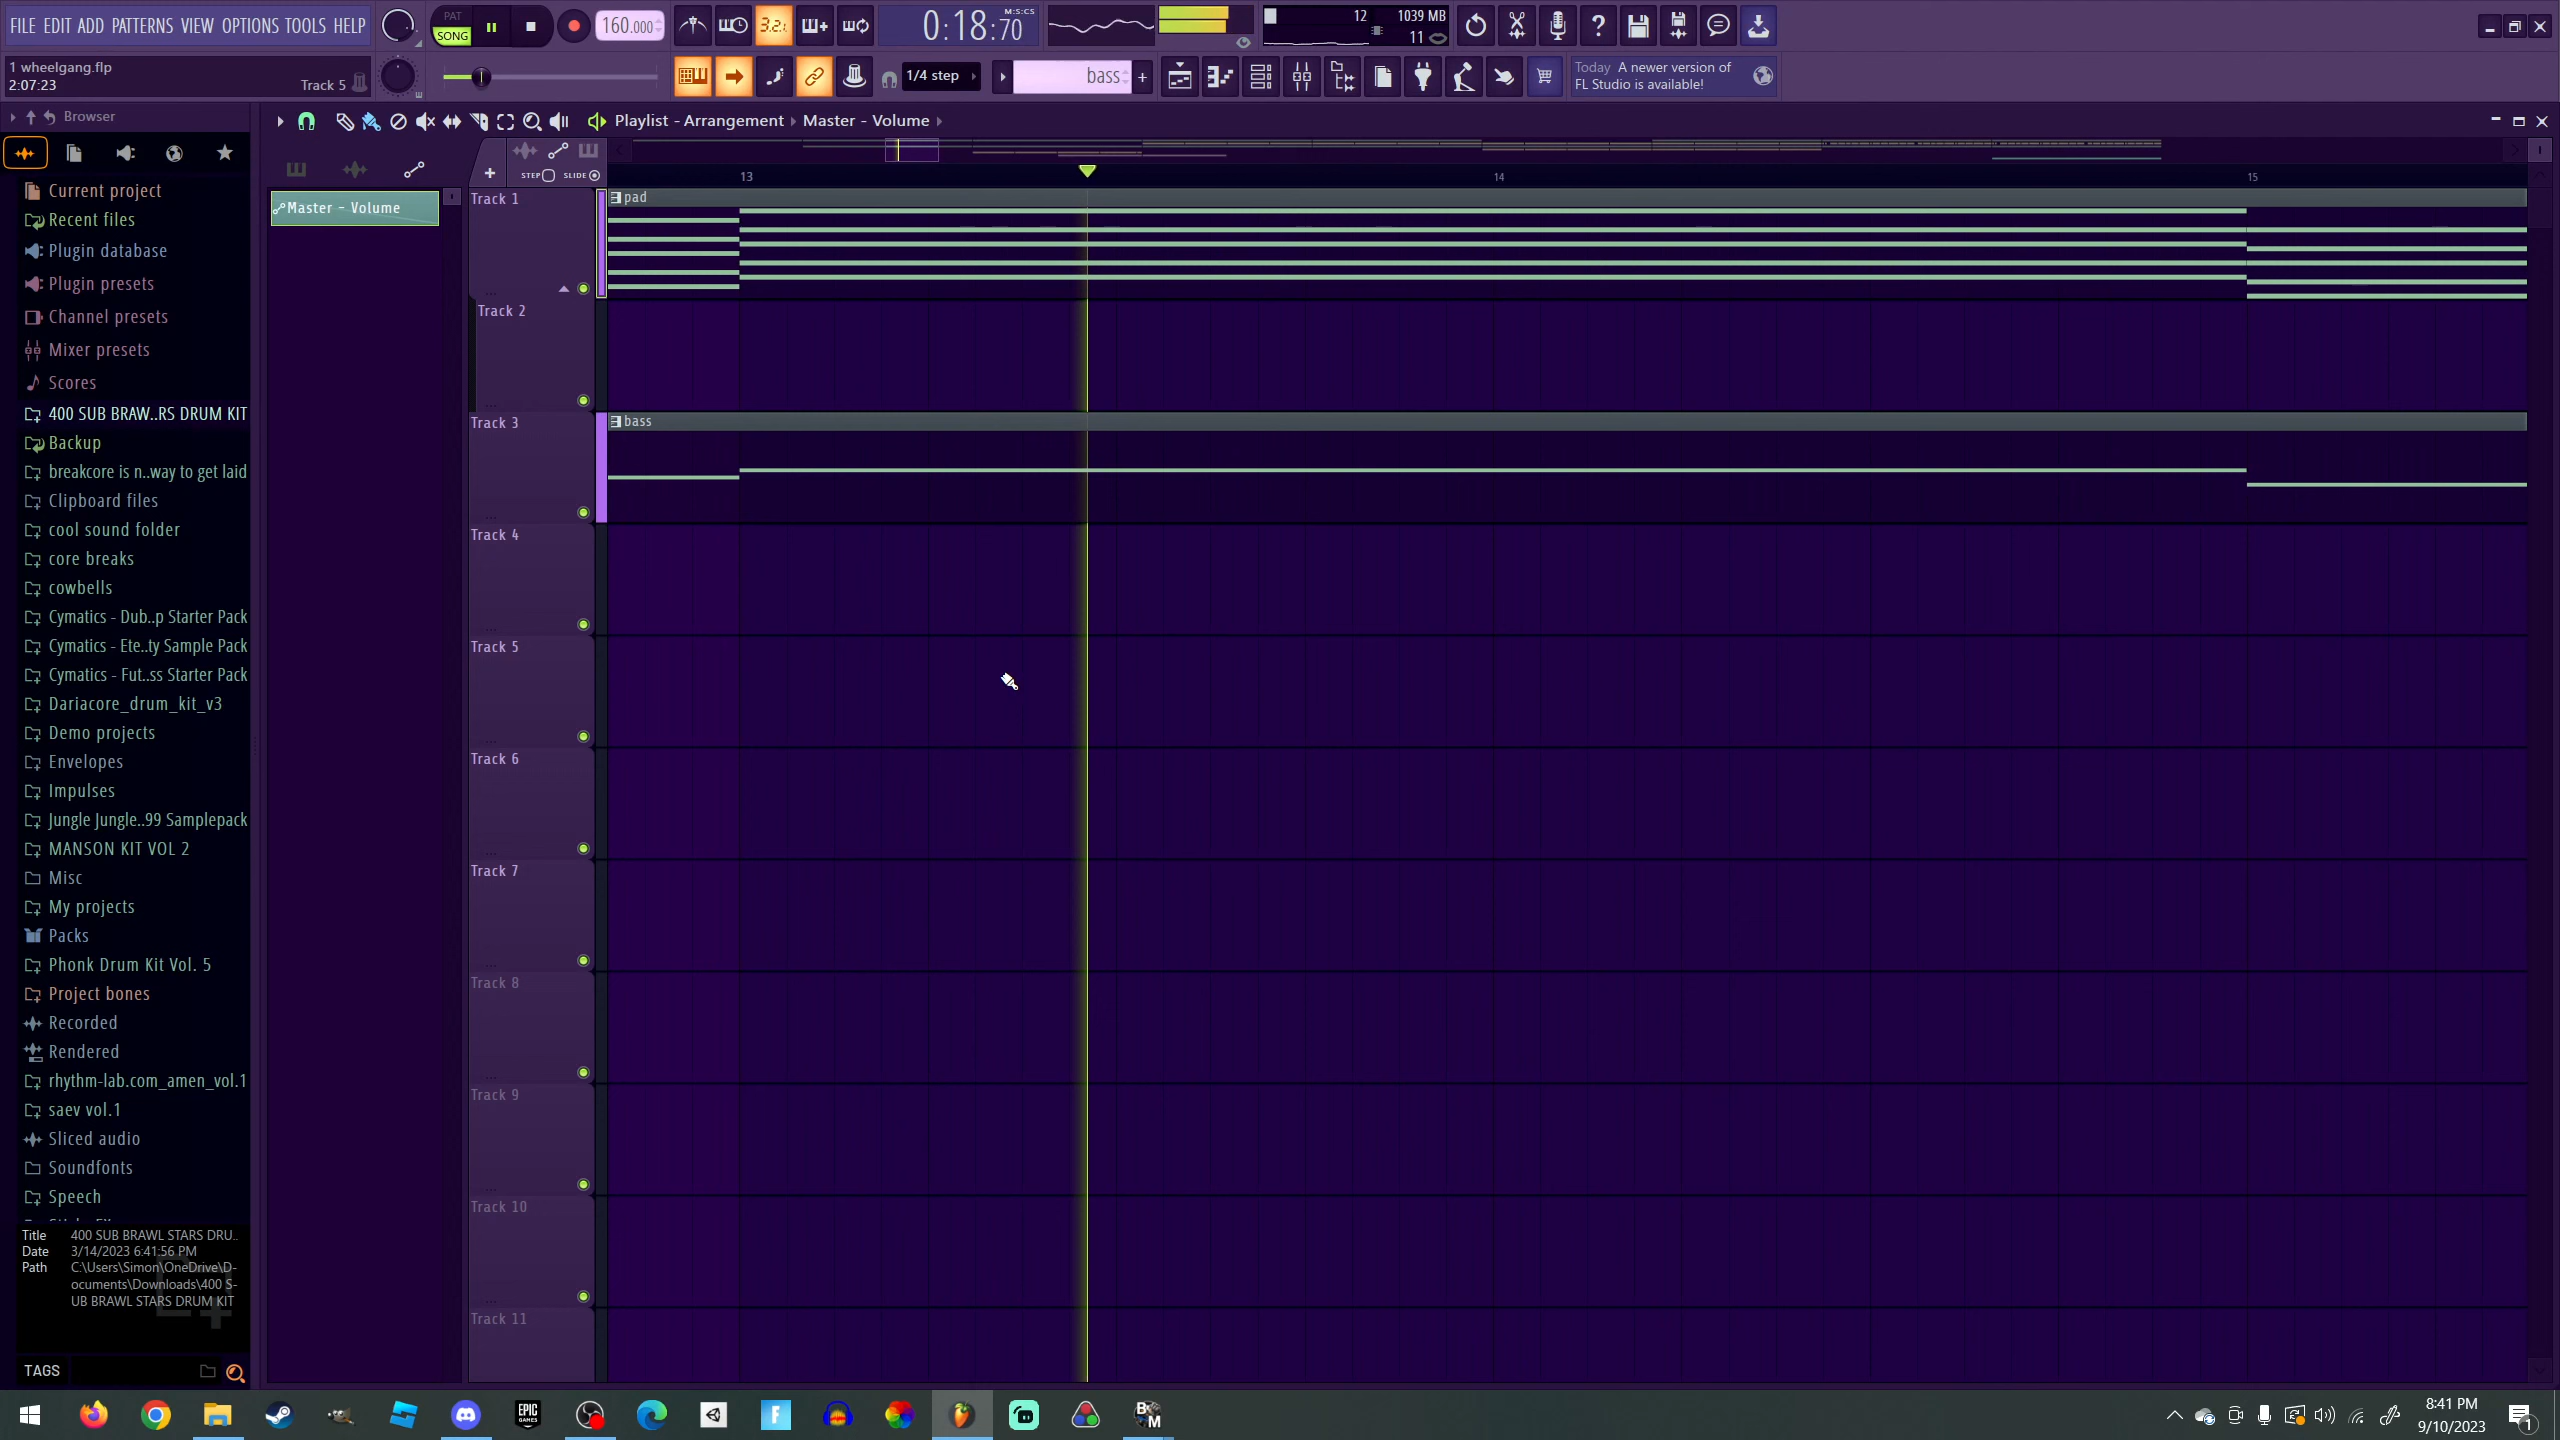 FILE EDIT ADD PATTERNS VIEW OPTIONS TOOLS HELP
PAT
SONG
160.000
3.2.
0:18:70
M:S:CS
12
1039 MB
11
1 wheelgang.flp
2:07:23
Track 5
1/4 step
bass
Today A newer version of
FL Studio is available!
Browser
Playlist - Arrangement › Master - Volume
Current project
Recent files
Plugin database
Plugin presets
Channel presets
Mixer presets
Scores
400 SUB BRAW..RS DRUM KIT
Backup
breakcore is n..way to get laid
Clipboard files
cool sound folder
core breaks
cowbells
Cymatics - Dub..p Starter Pack
Cymatics - Ete..ty Sample Pack
Cymatics - Fut..ss Starter Pack
Dariacore_drum_kit_v3
Demo projects
Envelopes
Impulses
Jungle Jungle..99 Samplepack
MANSON KIT VOL 2
Misc
My projects
Packs
Phonk Drum Kit Vol. 5
Project bones
Recorded
Rendered
rhythm-lab.com_amen_vol.1
saev vol.1
Sliced audio
Soundfonts
Speech
Title 400 SUB BRAWL STARS DRU..
Date 3/14/2023 6:41:56 PM
Path C:\Users\Simon\OneDrive\D-
ocuments\Downloads\400 S-
UB BRAWL STARS DRUM KIT
TAGS
Master - Volume
STEP SLIDE
13
14
15
Track 1
pad
Track 2
Track 3
bass
Track 4
Track 5
Track 6
Track 7
Track 8
Track 9
Track 10
Track 11
EPIC
GAMES
F
B
M
8:41 PM
9/10/2023
1